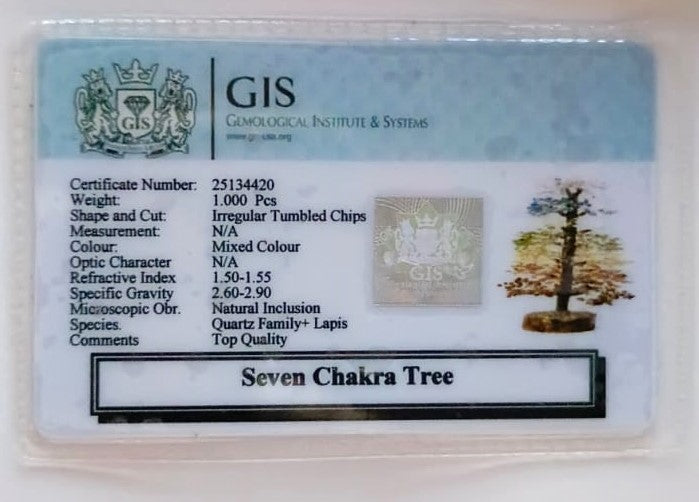 GIS
GIS
GEMOLOGICAL INSTITUTE & SYSTEMS
Certificate Number: 25134420
Weight: 1.000 Pcs
Shape and Cut: Irregular Tumbled Chips
Measurement: N/A
Colour: Mixed Colour
Optic Character N/A
Refractive Index 1.50-1.55
Specific Gravity 2.60-2.90
Microscopic Obr. Natural Inclusion
Species. Quartz Family+ Lapis
Comments Top Quality
GIS
Seven Chakra Tree